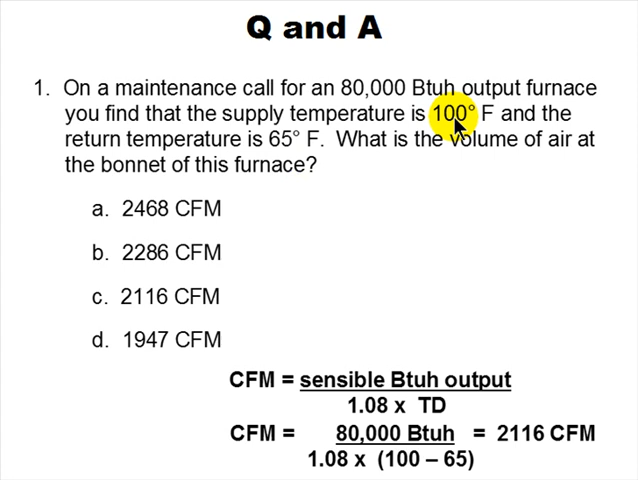 Q and A
1. On a maintenance call for an 80,000 Btuh output furnace
you find that the supply temperature is 100° F and the
return temperature is 65° F. What is the volume of air at
the bonnet of this furnace?
a. 2468 CFM
b. 2286 CFM
c. 2116 CFM
d. 1947 CFM
CFM = sensible Btuh output
1.08 x TD
CFM = 80,000 Btuh = 2116 CFM
1.08 x (100 – 65)